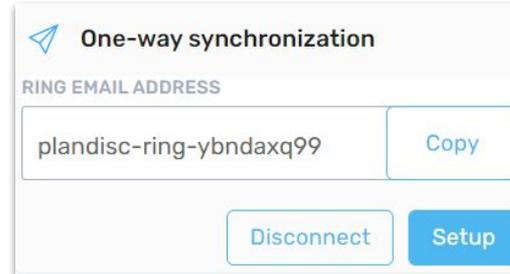 One-way synchronization
RING EMAIL ADDRESS
plandisc-ring-ybndaxq99 Copy
Disconnect Setup